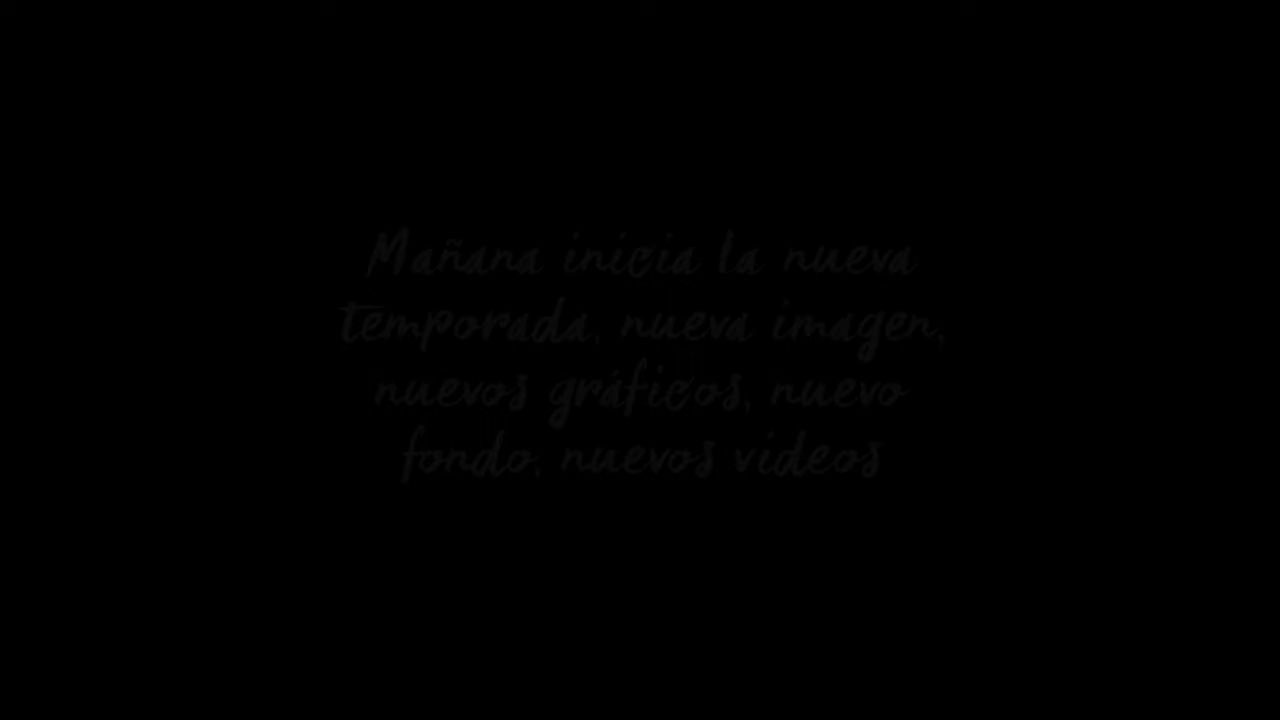 Mañana inicia la nueva
temporada, nueva imagen,
nuevos gráficos, nuevo
fondo, nuevos videos